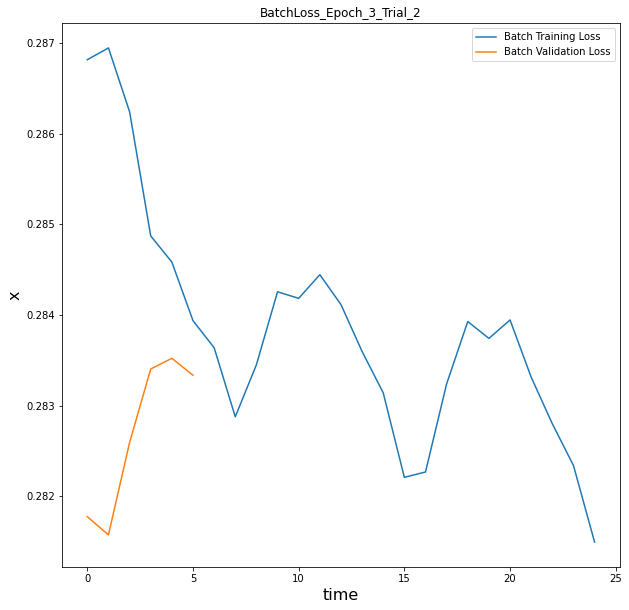 BatchLoss_Epoch_3_Trial_2
Batch Training Loss
Batch Validation Loss
0.287
0.286
0.285
0.284
0.283
0.282
x
0 5 10 15 20 25
time